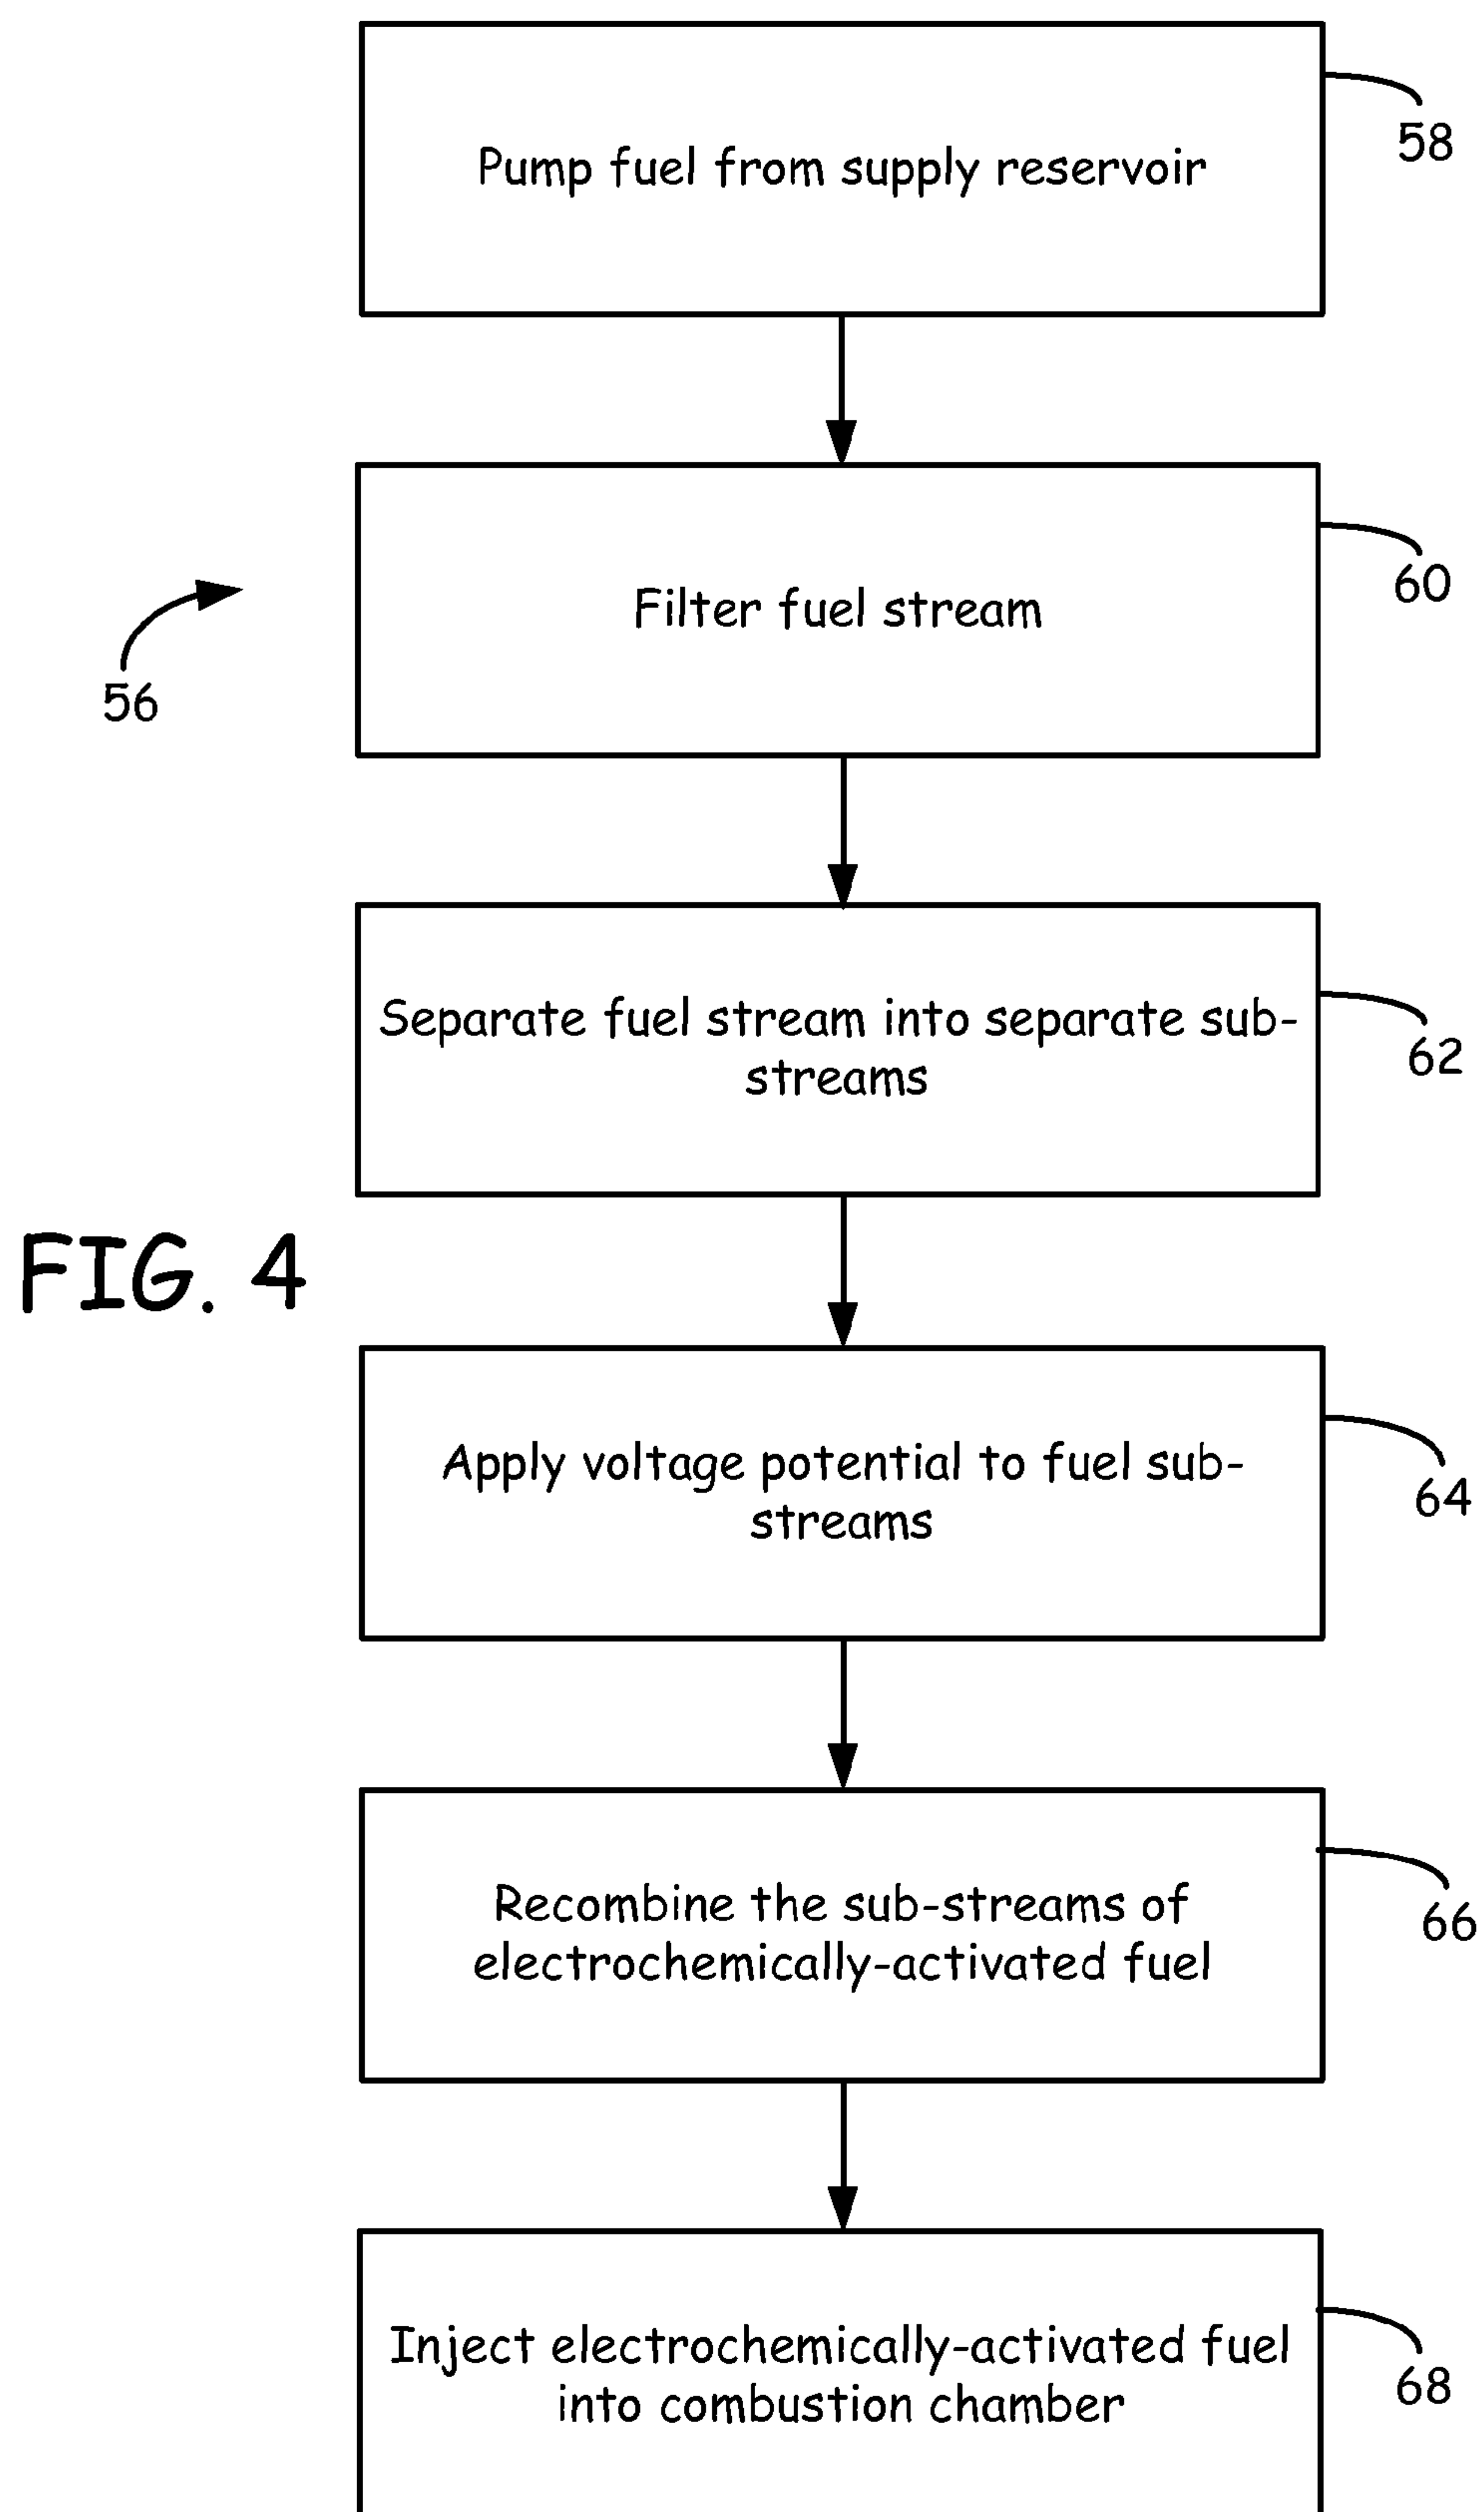 Pump fuel from supply reservoir
58
Filter fuel stream
60
56
Separate fuel stream into separate sub-
streams
62
FIG. 4
Apply voltage potential to fuel sub-
streams
64
Recombine the sub-streams of
electrochemically-activated fuel
66
Inject electrochemically-activated fuel
into combustion chamber
68